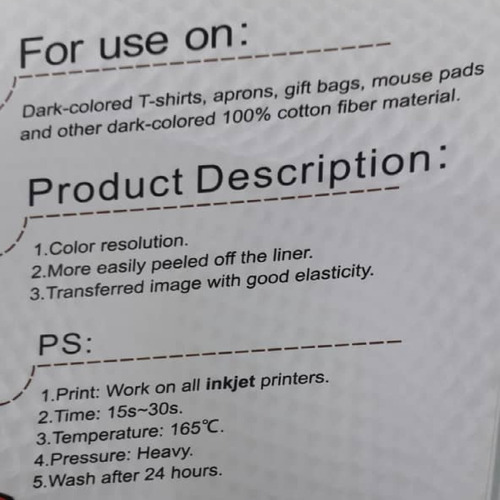 For use on:
Dark-colored T-shirts, aprons, gift bags, mouse pads
and other dark-colored 100% cotton fiber material.
Product Description:
1.Color resolution.
2.More easily peeled off the liner.
3.Transferred image with good elasticity.
PS:
1.Print: Work on all inkjet printers.
2.Time: 15s~30s.
3.Temperature: 165℃.
4.Pressure: Heavy.
5.Wash after 24 hours.